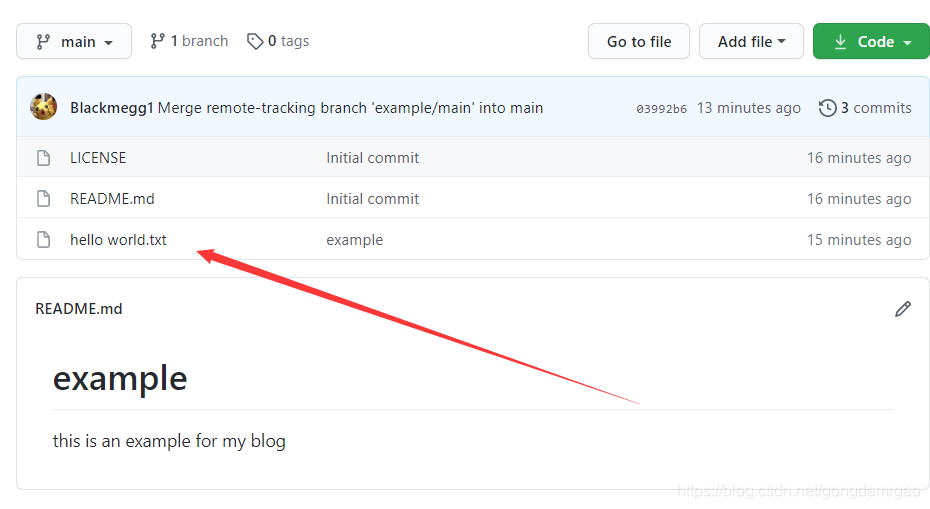 main 1 branch 0 tags Go to file Add file Code
Blackmegg1 Merge remote-tracking branch 'example/main' into main 03992b6 13 minutes ago 3 commits
LICENSE Initial commit 16 minutes ago
README.md Initial commit 16 minutes ago
hello world.txt example 15 minutes ago
README.md
example
this is an example for my blog
https://blog.csdn.net/gongdamrgao